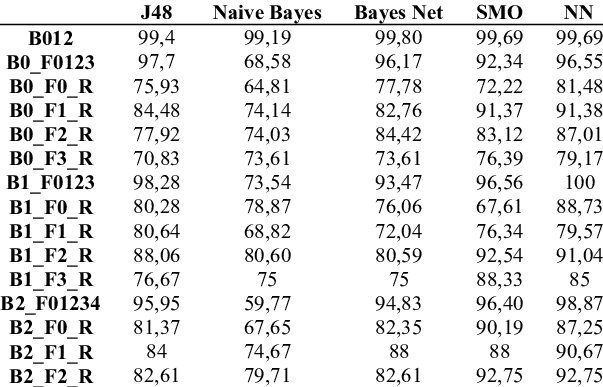 J48 Naive Bayes Bayes Net SMO NN
B012 99,4 99,19 99,80 99,69 99,69
B0_F0123 97,7 68,58 96,17 92,34 96,55
B0_F0_R 75,93 64,81 77,78 72,22 81,48
B0_F1_R 84,48 74,14 82,76 91,37 91,38
B0_F2_R 77,92 74,03 84,42 83,12 87,01
B0_F3_R 70,83 73,61 73,61 76,39 79,17
B1_F0123 98,28 73,54 93,47 96,56 100
B1_F0_R 80,28 78,87 76,06 67,61 88,73
B1_F1_R 80,64 68,82 72,04 76,34 79,57
B1_F2_R 88,06 80,60 80,59 92,54 91,04
B1_F3_R 76,67 75 75 88,33 85
B2_F01234 95,95 59,77 94,83 96,40 98,87
B2_F0_R 81,37 67,65 82,35 90,19 87,25
B2_F1_R 84 74,67 88 88 90,67
B2_F2_R 82,61 79,71 82,61 92,75 92,75